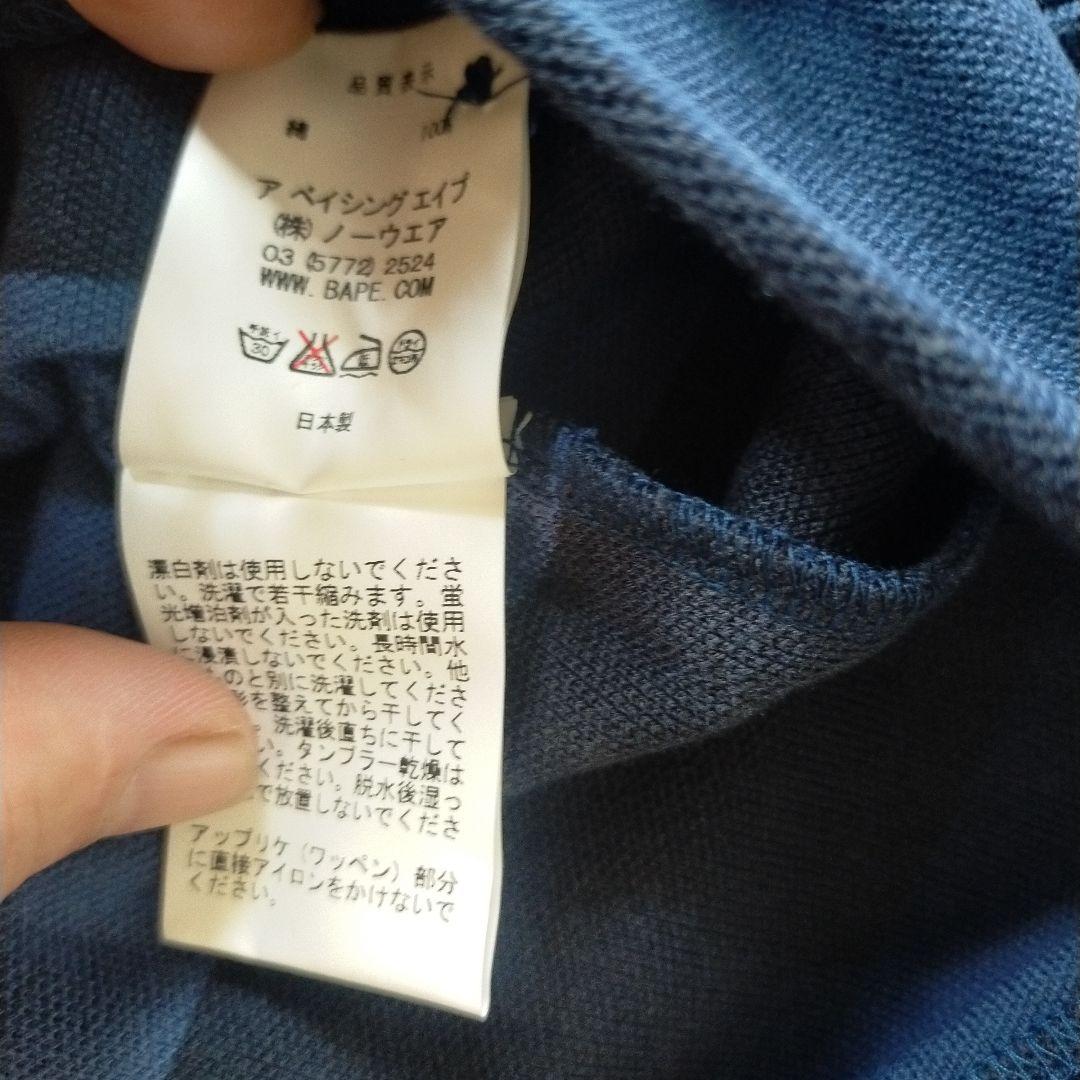 品質表示
綿 100%
ア ベイシングエイプ
(株) ノーウエア
03 (5772) 2524
WWW.BAPE.COM
手洗イ 30
日本製
漂白剤は使用しないでくださ
い。洗濯で若干縮みます。蛍
光増泊剤が入った洗剤は使用
しないでください。長時間水
に浸漬しないでください。他
のと別に洗濯してくださ
形を整えてから干してく
。洗濯後直ちに干して
い。タンブラー乾燥は
ください。脱水後湿っ
で放置しないでくださ
アップリケ(ワッペン)部分
に直接アイロンをかけないで
ください。